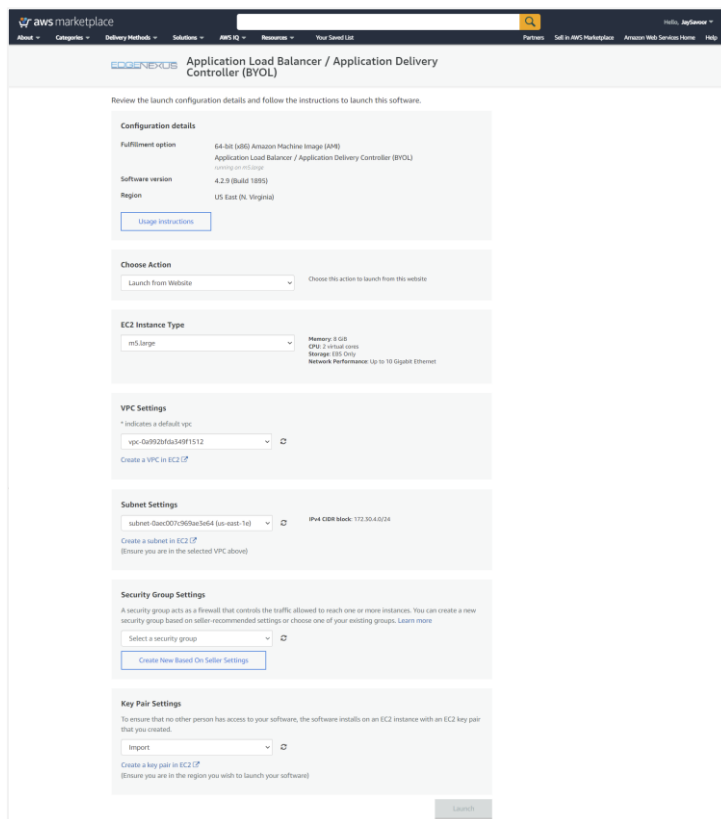 aws marketplace
Hello, JaySavoor
About Categories Delivery Methods Solutions AWS IQ Resources Your Saved List Partners Sell in AWS Marketplace Amazon Web Services Home Help
EDGENEXUS
Application Load Balancer / Application Delivery
Controller (BYOL)
Review the launch configuration details and follow the instructions to launch this software.
Configuration details
Fulfillment option 64-bit (x86) Amazon Machine Image (AMI)
Application Load Balancer / Application Delivery Controller (BYOL)
running on m5.large
Software version 4.2.9 (Build 1895)
Region US East (N. Virginia)
Usage instructions
Choose Action
Launch from Website Choose this action to launch from this website
EC2 Instance Type
m5.large
Memory: 8 GiB
CPU: 2 virtual cores
Storage: EBS Only
Network Performance: Up to 10 Gigabit Ethernet
VPC Settings
* indicates a default vpc
vpc-0a992bfda349f1512
Create a VPC in EC2
Subnet Settings
subnet-0aec007c969ae3e64 (us-east-1e) IPv4 CIDR block: 172.30.4.0/24
Create a subnet in EC2
(Ensure you are in the selected VPC above)
Security Group Settings
A security group acts as a firewall that controls the traffic allowed to reach one or more instances. You can create a new
security group based on seller-recommended settings or choose one of your existing groups. Learn more
Select a security group
Create New Based On Seller Settings
Key Pair Settings
To ensure that no other person has access to your software, the software installs on an EC2 instance with an EC2 key pair
that you created.
Import
Create a key pair in EC2
(Ensure you are in the region you wish to launch your software)
Launch